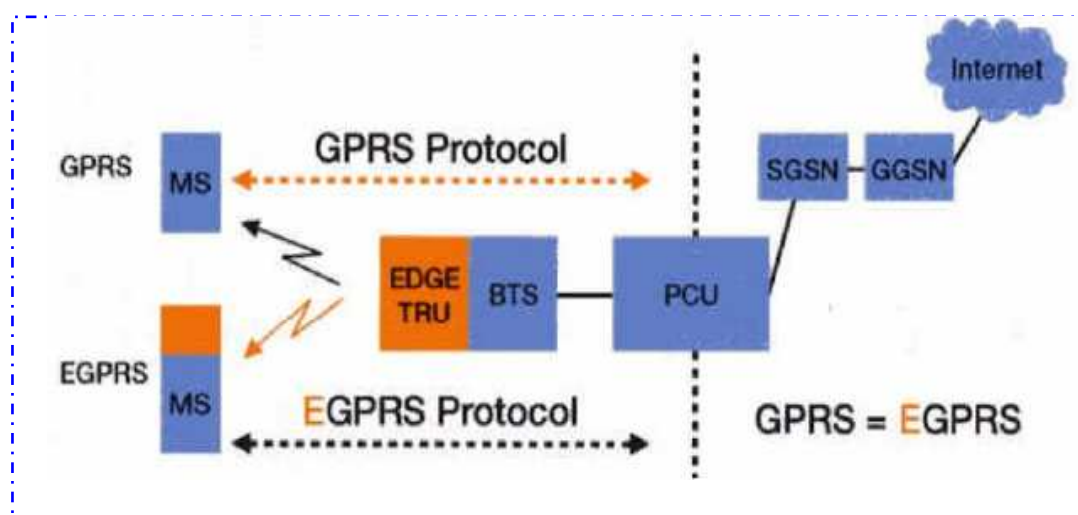 Internet
GPRS Protocol
GPRS
MS
SGSN
GGSN
EDGE
TRU
BTS
PCU
EGPRS
MS
EGPRS Protocol
GPRS = EGPRS